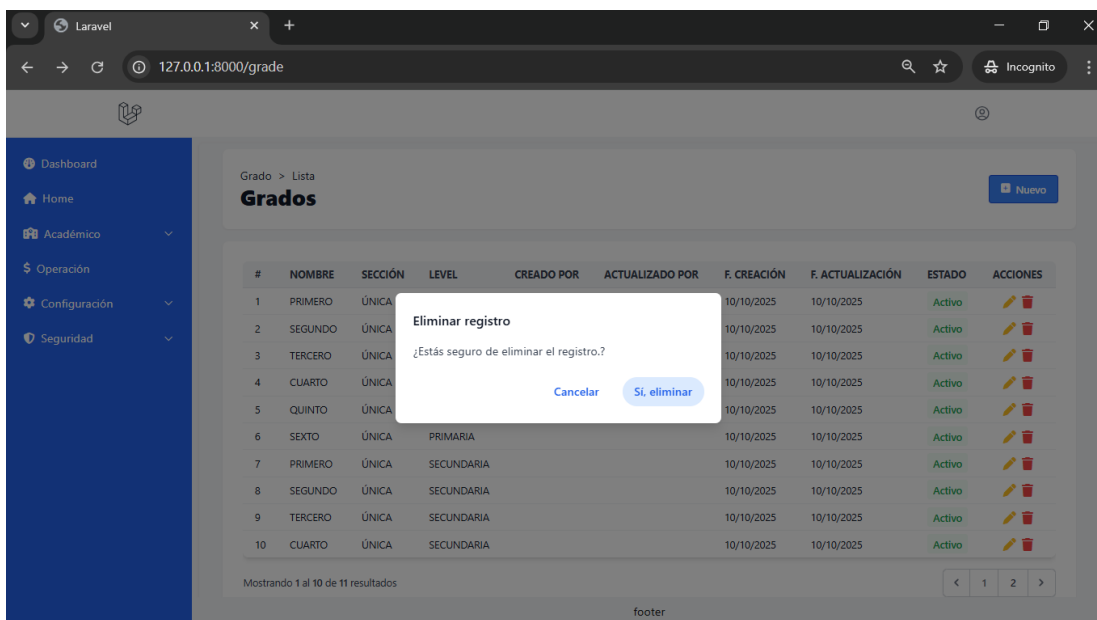 Laravel
127.0.0.1:8000/grade
Incognito
Dashboard
Home
Académico
Operación
Configuración
Seguridad
Grado > Lista
Grados
Nuevo
# NOMBRE SECCIÓN LEVEL CREADO POR ACTUALIZADO POR F. CREACIÓN F. ACTUALIZACIÓN ESTADO ACCIONES
1 PRIMERO ÚNICA 10/10/2025 10/10/2025 Activo
2 SEGUNDO ÚNICA 10/10/2025 10/10/2025 Activo
3 TERCERO ÚNICA 10/10/2025 10/10/2025 Activo
4 CUARTO ÚNICA 10/10/2025 10/10/2025 Activo
5 QUINTO ÚNICA 10/10/2025 10/10/2025 Activo
6 SEXTO ÚNICA PRIMARIA 10/10/2025 10/10/2025 Activo
7 PRIMERO ÚNICA SECUNDARIA 10/10/2025 10/10/2025 Activo
8 SEGUNDO ÚNICA SECUNDARIA 10/10/2025 10/10/2025 Activo
9 TERCERO ÚNICA SECUNDARIA 10/10/2025 10/10/2025 Activo
10 CUARTO ÚNICA SECUNDARIA 10/10/2025 10/10/2025 Activo
Eliminar registro
¿Estás seguro de eliminar el registro.?
Cancelar Sí, eliminar
Mostrando 1 al 10 de 11 resultados
< 1 2 >
footer